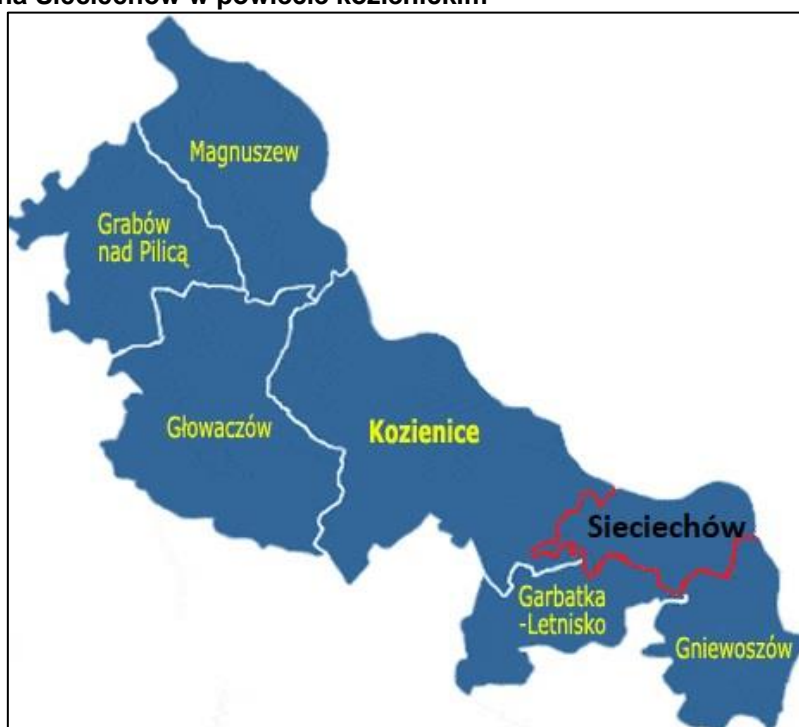 na Sieciechów w powiecie kozienickim
Magnuszew
Grabów
nad Pilicą
Głowaczów
Kozienice
Sieciechów
Garbatka
-Letnisko
Gniewoszów